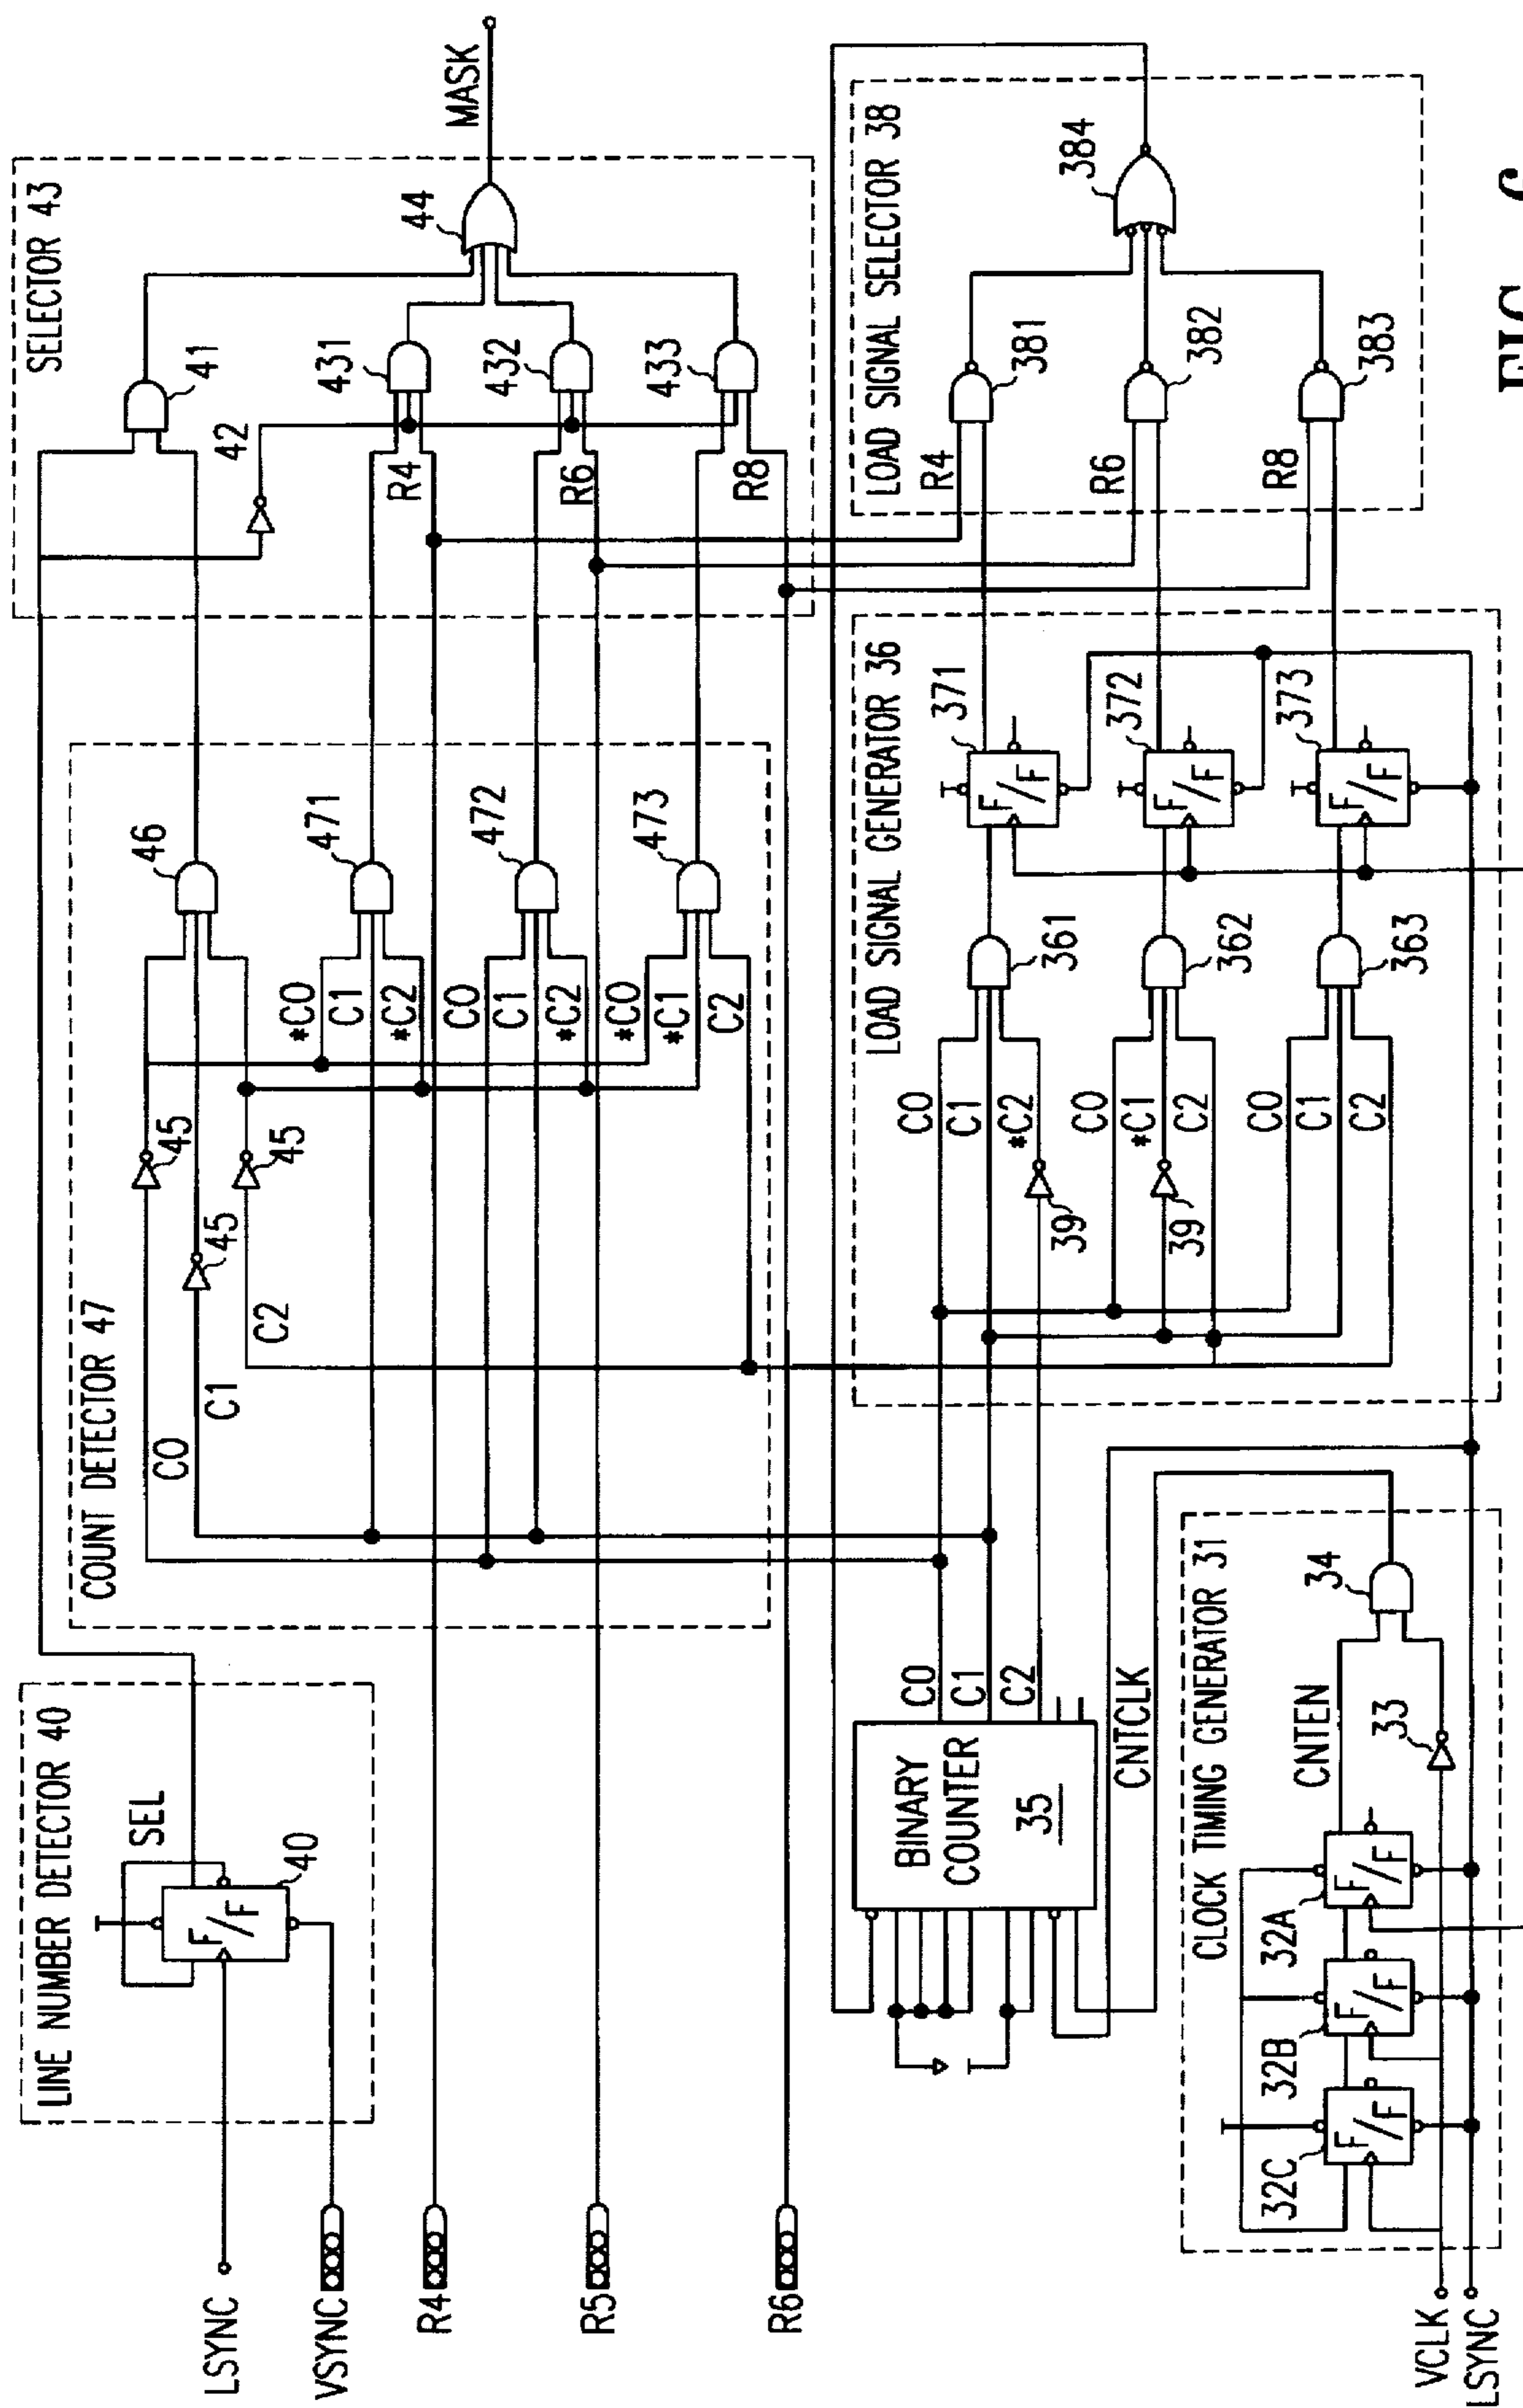 LINE NUMBER DETECTOR 40
SEL
F/F
40
LSYNC
VSYNC
R4
R5
R6
COUNT DETECTOR 47
C0
C1
C2
45
45
45
46
*C0
C1
*C2
471
C0
C1
*C2
472
*C0
*C1
C2
473
SELECTOR 43
41
42
R4
431
R6
432
R8
433
44
MASK
BINARY
COUNTER
35
C0
C1
C2
CNTCLK
CLOCK TIMING GENERATOR 31
32C
F/F
32B
F/F
32A
F/F
CNTEN
33
34
VCLK
LSYNC
LOAD SIGNAL GENERATOR 36
C0
C1
*C2
39
361
C0
*C1
C2
39
362
C0
C1
C2
363
371
F/F
372
F/F
373
F/F
LOAD SIGNAL SELECTOR 38
R4
381
R6
382
R8
383
384